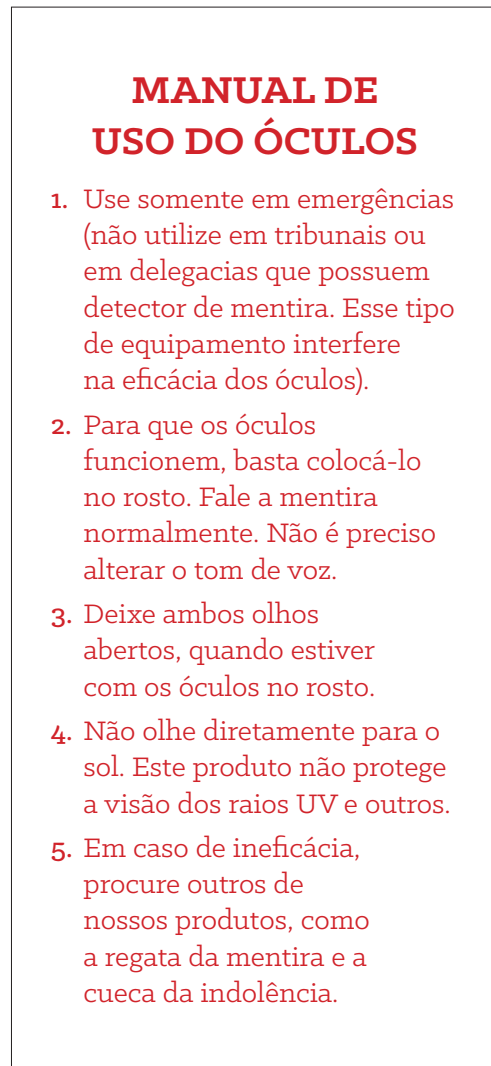 MANUAL DE
USO DO ÓCULOS
1. Use somente em emergências
(não utilize em tribunais ou
em delegacias que possuem
detector de mentira. Esse tipo
de equipamento interfere
na eficácia dos óculos).
2. Para que os óculos
funcionem, basta colocá-lo
no rosto. Fale a mentira
normalmente. Não é preciso
alterar o tom de voz.
3. Deixe ambos olhos
abertos, quando estiver
com os óculos no rosto.
4. Não olhe diretamente para o
sol. Este produto não protege
a visão dos raios UV e outros.
5. Em caso de ineficácia,
procure outros de
nossos produtos, como
a regata da mentira e a
cueca da indolência.